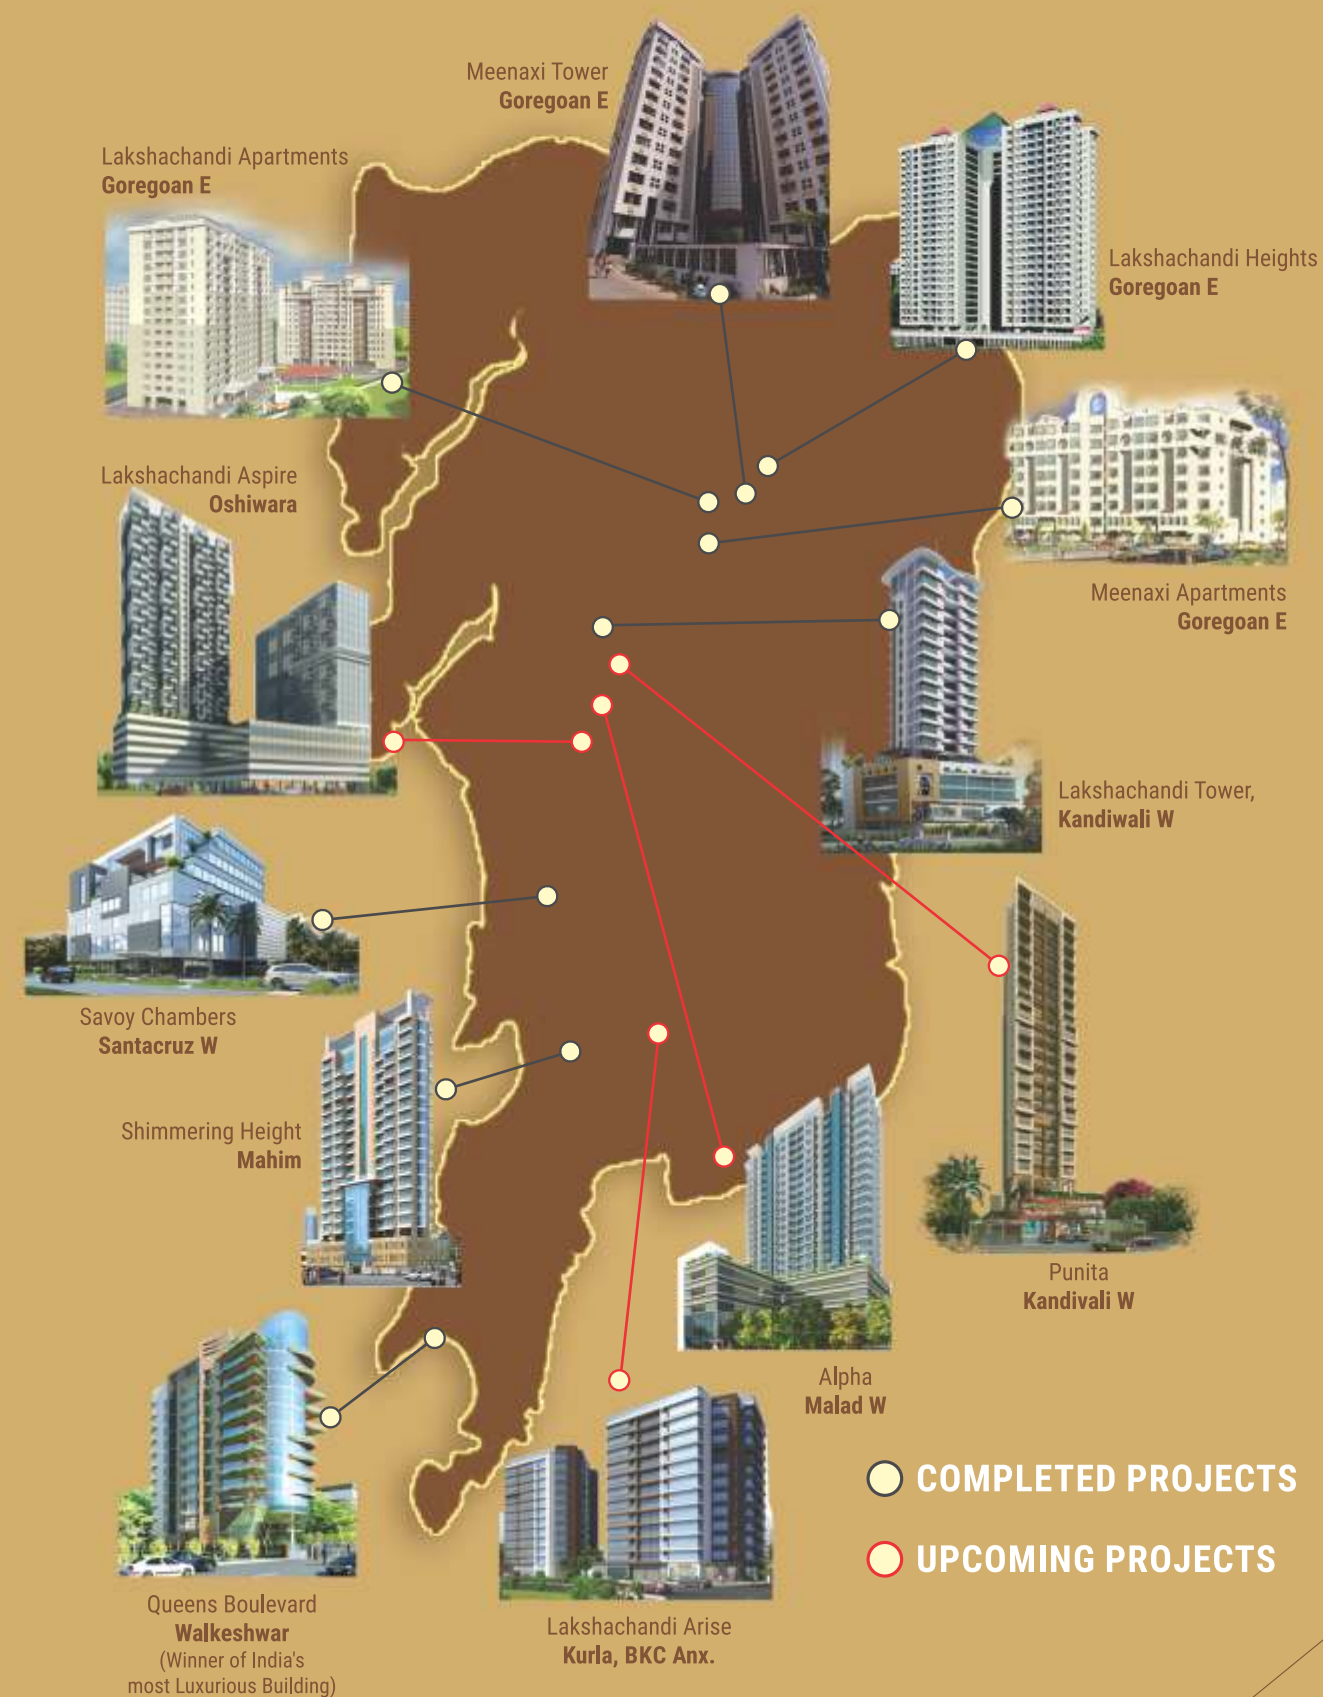 Meenaxi Tower
Goregoan E
Lakshachandi Apartments
Goregoan E
Lakshachandi Heights
Goregoan E
Lakshachandi Aspire
Oshiwara
Meenaxi Apartments
Goregoan E
Lakshachandi Tower,
Kandiwali W
Savoy Chambers
Santacruz W
Shimmering Height
Mahim
Punita
Kandivali W
Alpha
Malad W
COMPLETED PROJECTS
UPCOMING PROJECTS
Queens Boulevard
Walkeshwar
(Winner of India's
most Luxurious Building)
Lakshachandi Arise
Kurla, BKC Anx.